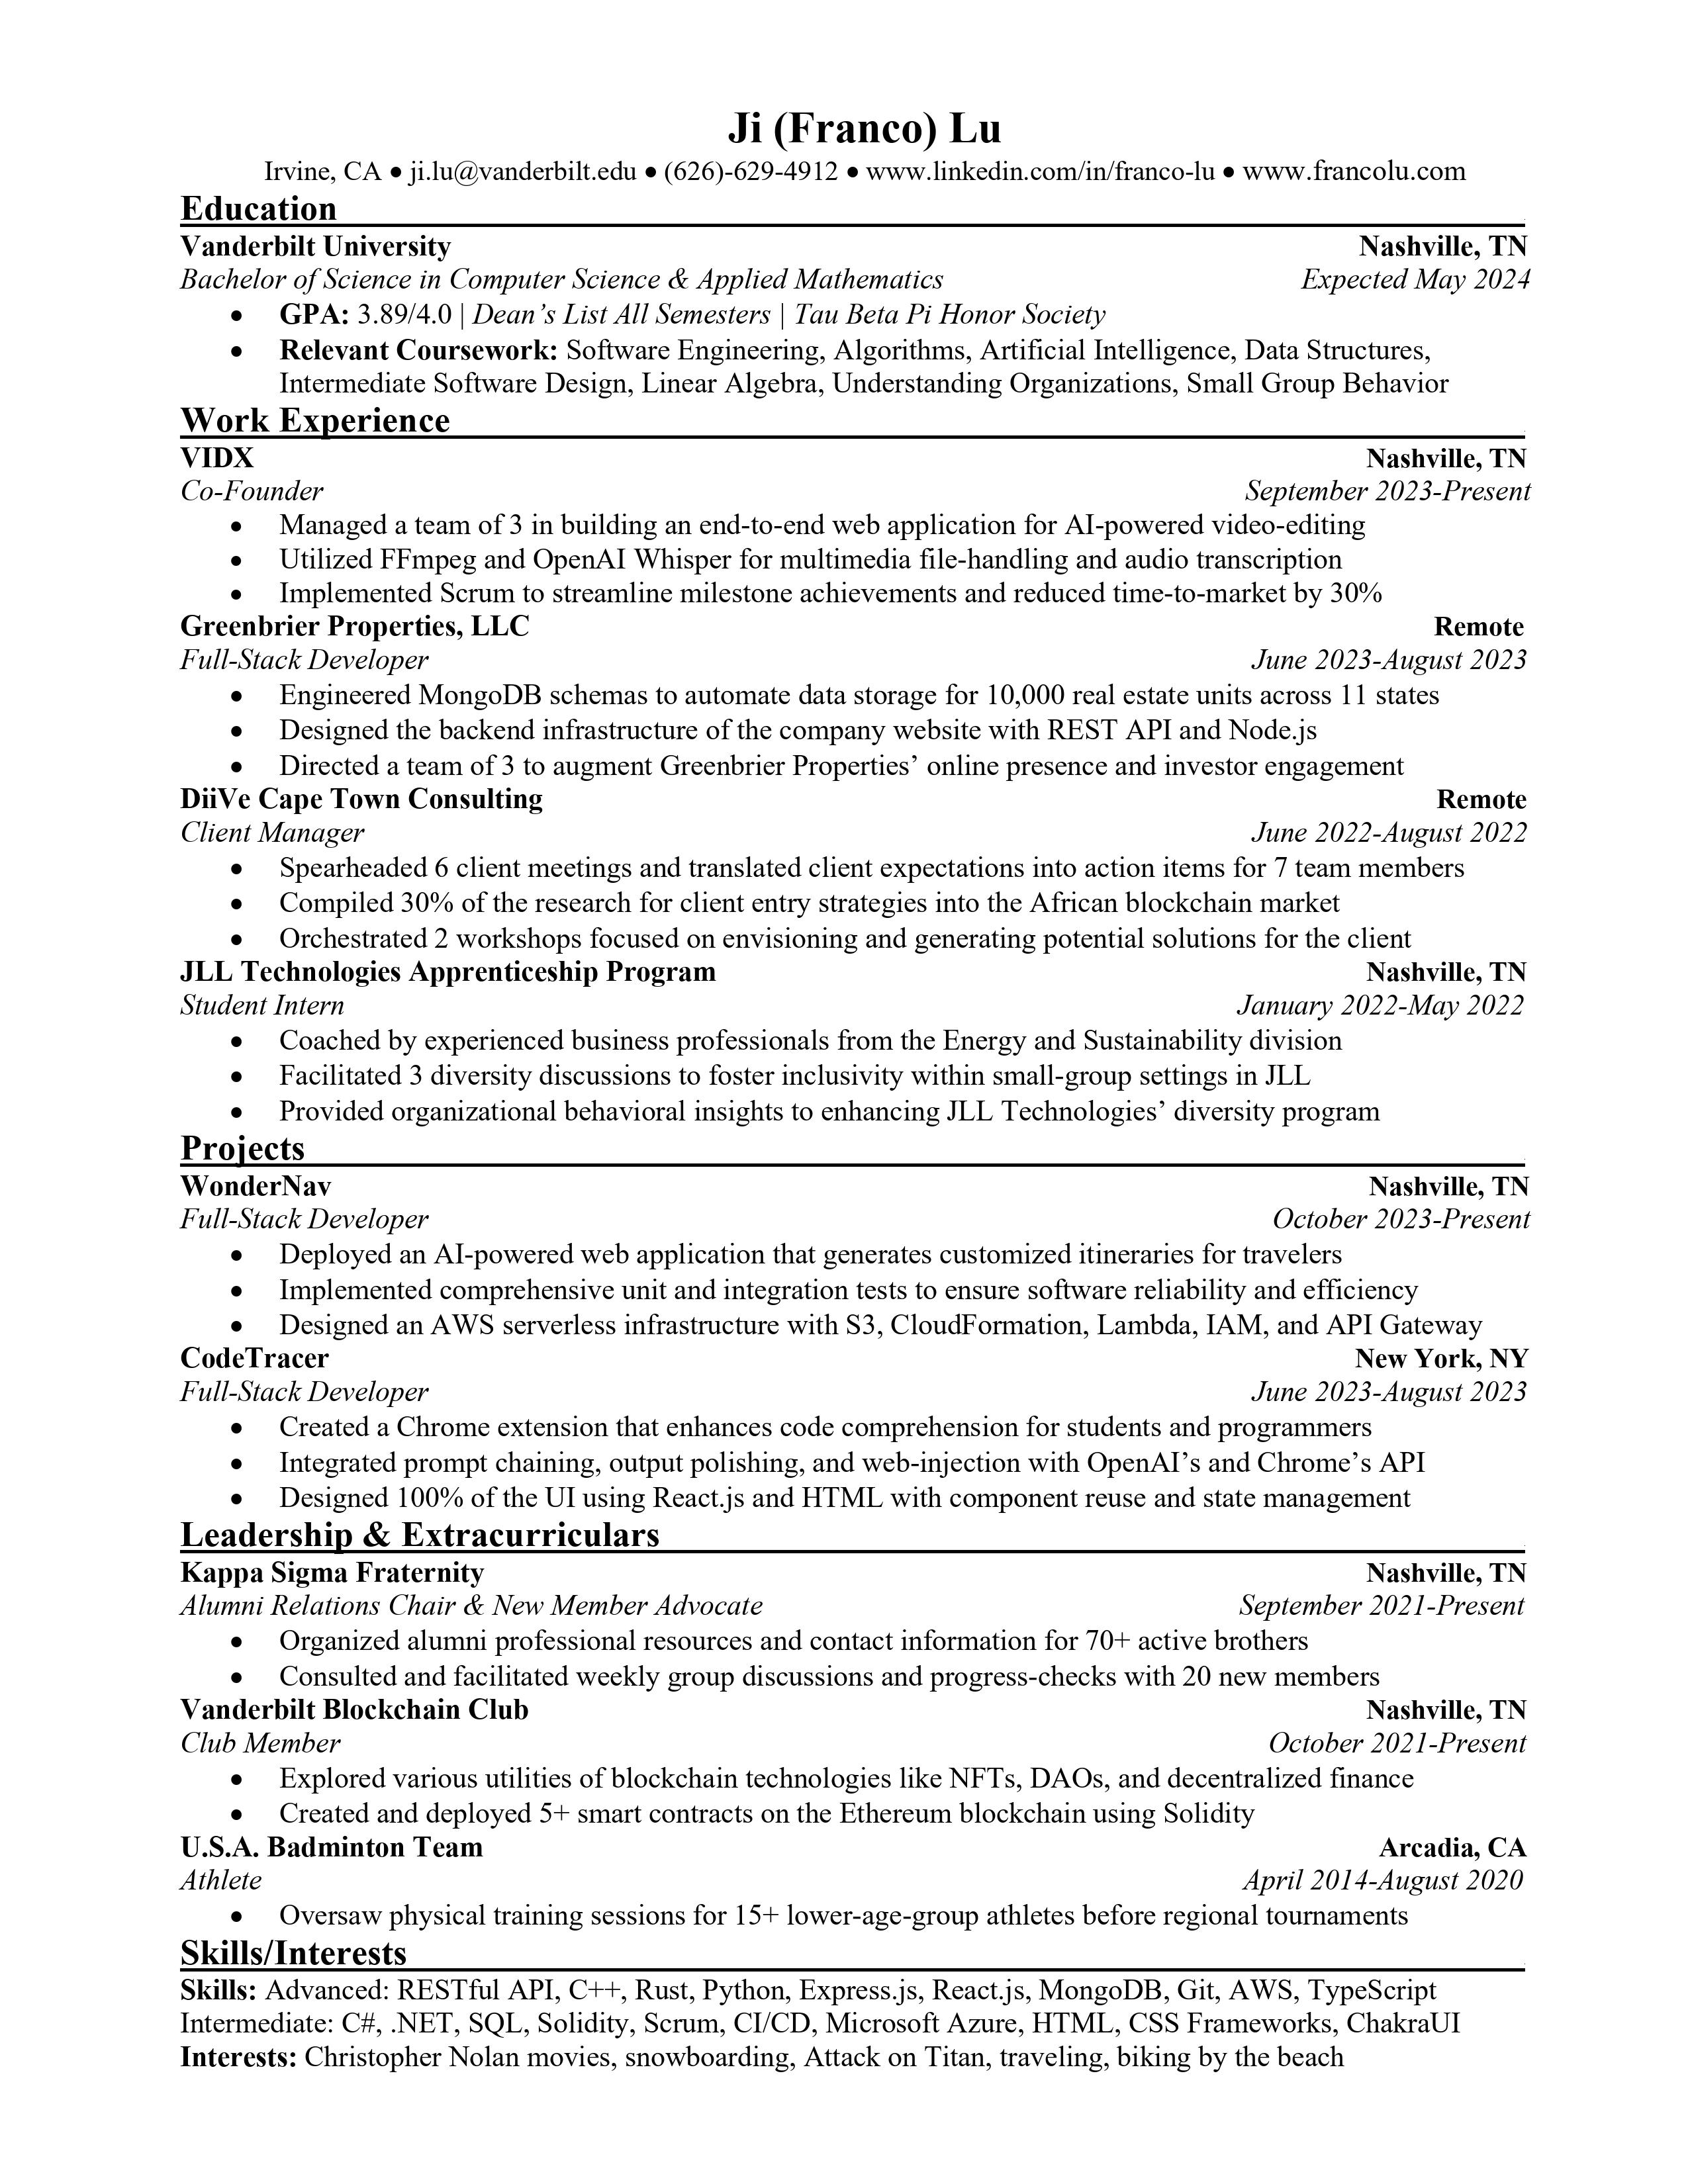 Ji (Franco) Lu
Irvine, CA ● ji.lu@vanderbilt.edu ● (626)-629-4912 ● www.linkedin.com/in/franco-lu ● www.francolu.com
Education
Vanderbilt University Nashville, TN
Bachelor of Science in Computer Science & Applied Mathematics Expected May 2024
● GPA: 3.89/4.0 | Dean’s List All Semesters | Tau Beta Pi Honor Society
● Relevant Coursework: Software Engineering, Algorithms, Artificial Intelligence, Data Structures,
Intermediate Software Design, Linear Algebra, Understanding Organizations, Small Group Behavior
Work Experience
VIDX Nashville, TN
Co-Founder September 2023-Present
● Managed a team of 3 in building an end-to-end web application for AI-powered video-editing
● Utilized FFmpeg and OpenAI Whisper for multimedia file-handling and audio transcription
● Implemented Scrum to streamline milestone achievements and reduced time-to-market by 30%
Greenbrier Properties, LLC Remote
Full-Stack Developer June 2023-August 2023
● Engineered MongoDB schemas to automate data storage for 10,000 real estate units across 11 states
● Designed the backend infrastructure of the company website with REST API and Node.js
● Directed a team of 3 to augment Greenbrier Properties’ online presence and investor engagement
DiiVe Cape Town Consulting Remote
Client Manager June 2022-August 2022
● Spearheaded 6 client meetings and translated client expectations into action items for 7 team members
● Compiled 30% of the research for client entry strategies into the African blockchain market
● Orchestrated 2 workshops focused on envisioning and generating potential solutions for the client
JLL Technologies Apprenticeship Program Nashville, TN
Student Intern January 2022-May 2022
● Coached by experienced business professionals from the Energy and Sustainability division
● Facilitated 3 diversity discussions to foster inclusivity within small-group settings in JLL
● Provided organizational behavioral insights to enhancing JLL Technologies’ diversity program
Projects
WonderNav Nashville, TN
Full-Stack Developer October 2023-Present
● Deployed an AI-powered web application that generates customized itineraries for travelers
● Implemented comprehensive unit and integration tests to ensure software reliability and efficiency
● Designed an AWS serverless infrastructure with S3, CloudFormation, Lambda, IAM, and API Gateway
CodeTracer New York, NY
Full-Stack Developer June 2023-August 2023
● Created a Chrome extension that enhances code comprehension for students and programmers
● Integrated prompt chaining, output polishing, and web-injection with OpenAI’s and Chrome’s API
● Designed 100% of the UI using React.js and HTML with component reuse and state management
Leadership & Extracurriculars
Kappa Sigma Fraternity Nashville, TN
Alumni Relations Chair & New Member Advocate September 2021-Present
● Organized alumni professional resources and contact information for 70+ active brothers
● Consulted and facilitated weekly group discussions and progress-checks with 20 new members
Vanderbilt Blockchain Club Nashville, TN
Club Member October 2021-Present
● Explored various utilities of blockchain technologies like NFTs, DAOs, and decentralized finance
● Created and deployed 5+ smart contracts on the Ethereum blockchain using Solidity
U.S.A. Badminton Team Arcadia, CA
Athlete April 2014-August 2020
● Oversaw physical training sessions for 15+ lower-age-group athletes before regional tournaments
Skills/Interests
Skills: Advanced: RESTful API, C++, Rust, Python, Express.js, React.js, MongoDB, Git, AWS, TypeScript
Intermediate: C#, .NET, SQL, Solidity, Scrum, CI/CD, Microsoft Azure, HTML, CSS Frameworks, ChakraUI
Interests: Christopher Nolan movies, snowboarding, Attack on Titan, traveling, biking by the beach